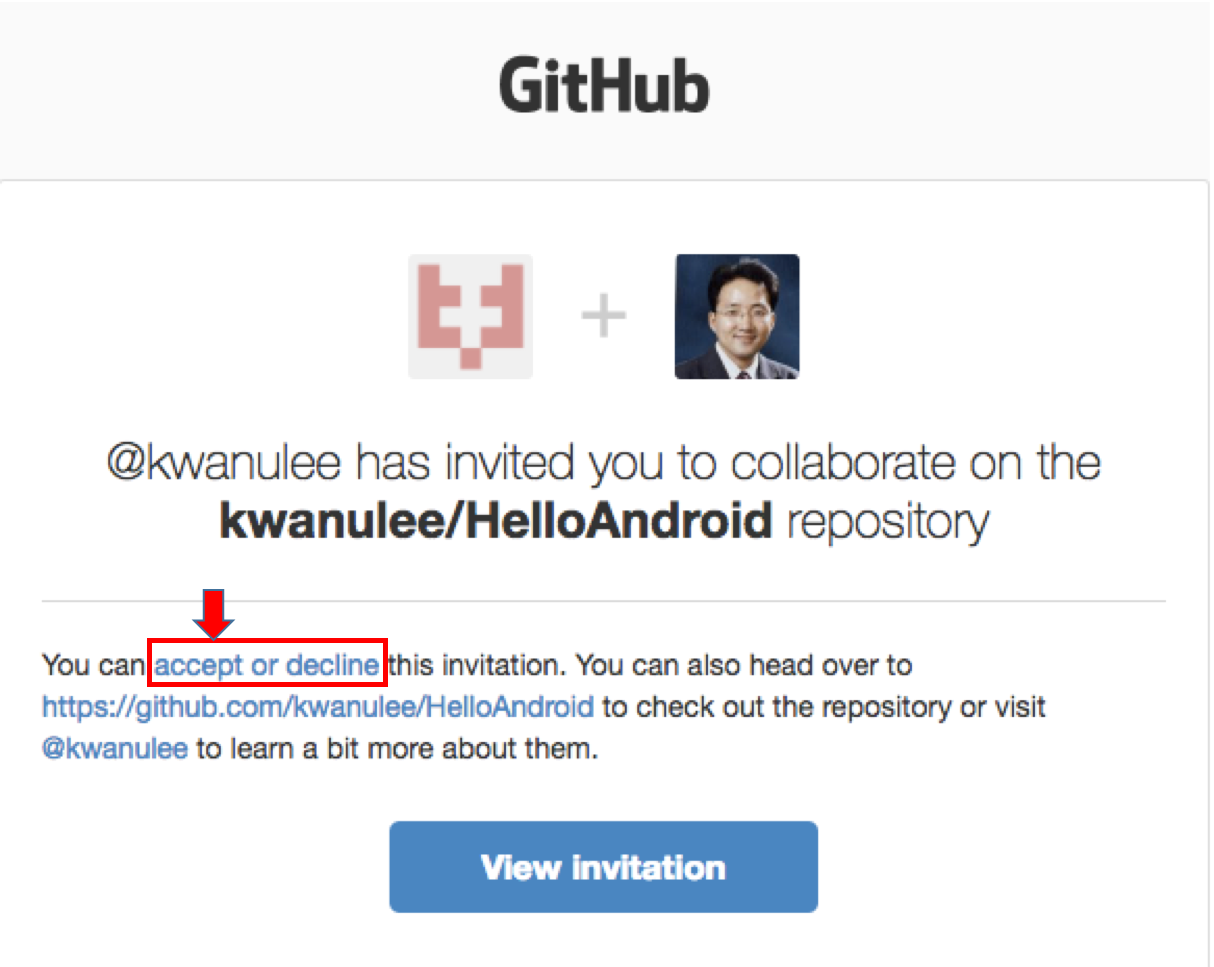 GitHub
@kwanulee has invited you to collaborate on the
kwanulee/HelloAndroid repository
You can accept or decline this invitation. You can also head over to
https://github.com/kwanulee/HelloAndroid to check out the repository or visit
@kwanulee to learn a bit more about them.
View invitation